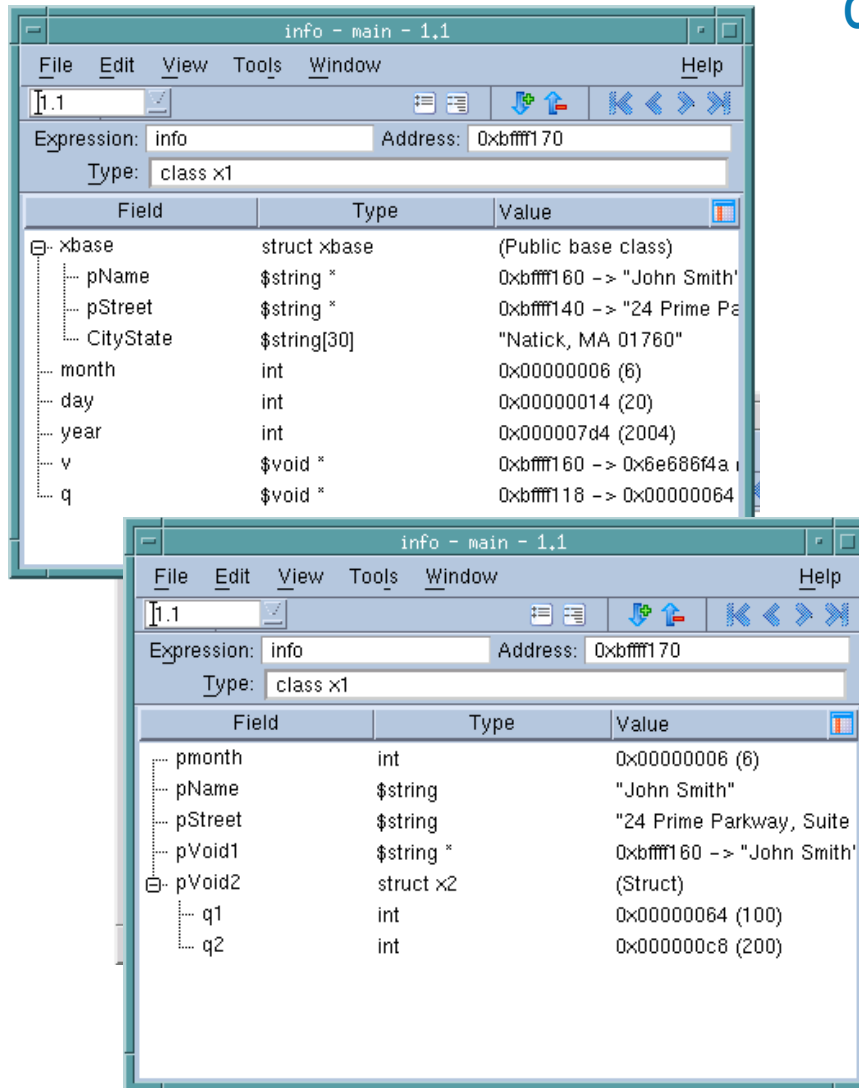 info - main - 1.1
File Edit View Tools Window Help
1.1
Expression: info Address: 0xbffff170
Type: class x1
Field Type Value
xbase struct xbase (Public base class)
pName $string * 0xbffff160 -> "John Smith"
pStreet $string * 0xbffff140 -> "24 Prime Pa
CityState $string[30] "Natick, MA 01760"
month int 0x00000006 (6)
day int 0x00000014 (20)
year int 0x000007d4 (2004)
v $void * 0xbffff160 -> 0x6e686f4a
q $void * 0xbffff118 -> 0x00000064
info - main - 1.1
File Edit View Tools Window Help
1.1
Expression: info Address: 0xbffff170
Type: class x1
Field Type Value
pmonth int 0x00000006 (6)
pName $string "John Smith"
pStreet $string "24 Prime Parkway, Suite
pVoid1 $string * 0xbffff160 -> "John Smith'
pVoid2 struct x2 (Struct)
q1 int 0x00000064 (100)
q2 int 0x000000c8 (200)